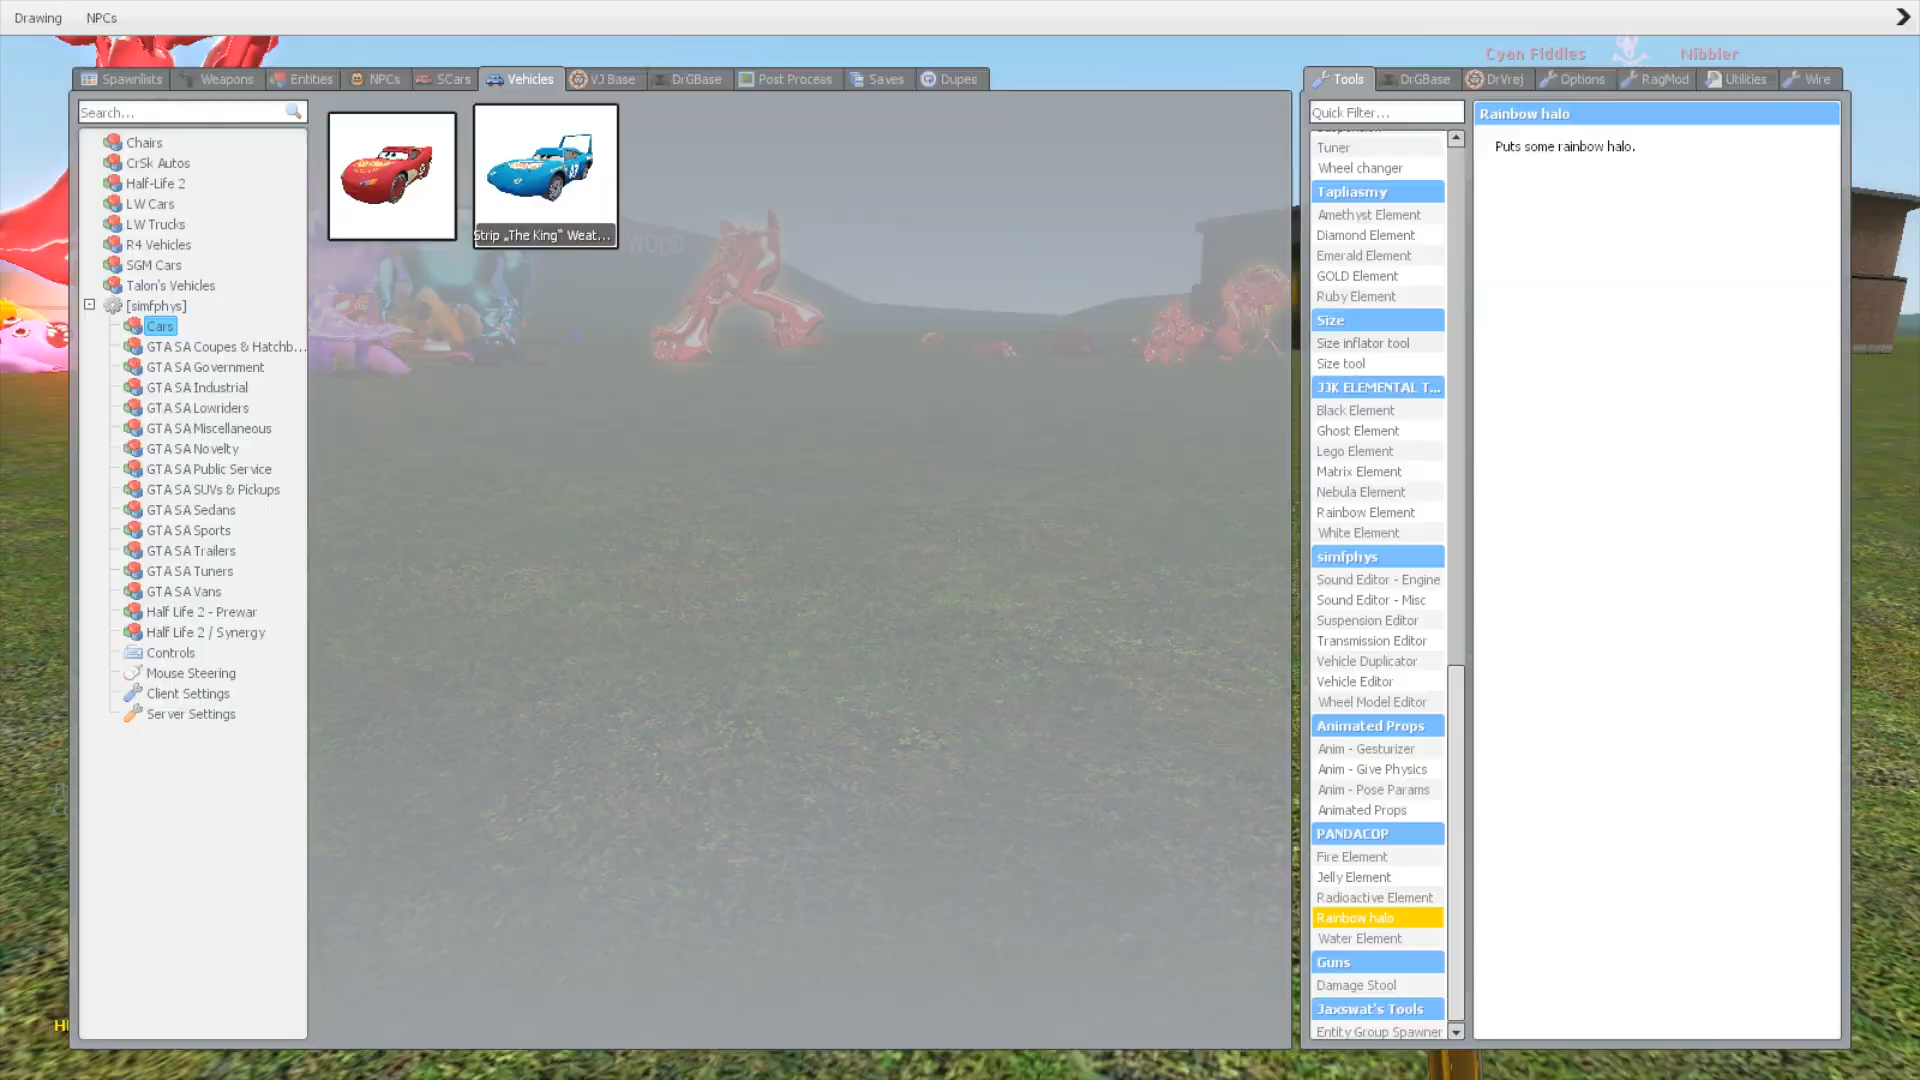 Drawing NPCs
Cyan Fiddles Nibbler
Spawnlists Weapons Entities NPCs SCars Vehicles VJ Base DrGBase Post Process Saves Dupes
Tools DrGBase DrVrej Options RagMod Utilities Wire
Search...
Chairs
CrSk Autos
Half-Life 2
LW Cars
LW Trucks
R4 Vehicles
SGM Cars
Talon's Vehicles
[simfphys]
Cars
GTA SA Coupes & Hatchb...
GTA SA Government
GTA SA Industrial
GTA SA Lowriders
GTA SA Miscellaneous
GTA SA Novelty
GTA SA Public Service
GTA SA SUVs & Pickups
GTA SA Sedans
GTA SA Sports
GTA SA Trailers
GTA SA Tuners
GTA SA Vans
Half Life 2 - Prewar
Half Life 2 / Synergy
Controls
Mouse Steering
Client Settings
Server Settings
Strip „The King" Weat...
Quick Filter...
Suspension
Tuner
Wheel changer
Tapliasmy
Amethyst Element
Diamond Element
Emerald Element
GOLD Element
Ruby Element
Size
Size inflator tool
Size tool
JJK ELEMENTAL T...
Black Element
Ghost Element
Lego Element
Matrix Element
Nebula Element
Rainbow Element
White Element
simfphys
Sound Editor - Engine
Sound Editor - Misc
Suspension Editor
Transmission Editor
Vehicle Duplicator
Vehicle Editor
Wheel Model Editor
Animated Props
Anim - Gesturizer
Anim - Give Physics
Anim - Pose Params
Animated Props
PANDACOP
Fire Element
Jelly Element
Radioactive Element
Rainbow halo
Water Element
Guns
Damage Stool
Jaxswat's Tools
Entity Group Spawner
Rainbow halo
Puts some rainbow halo.